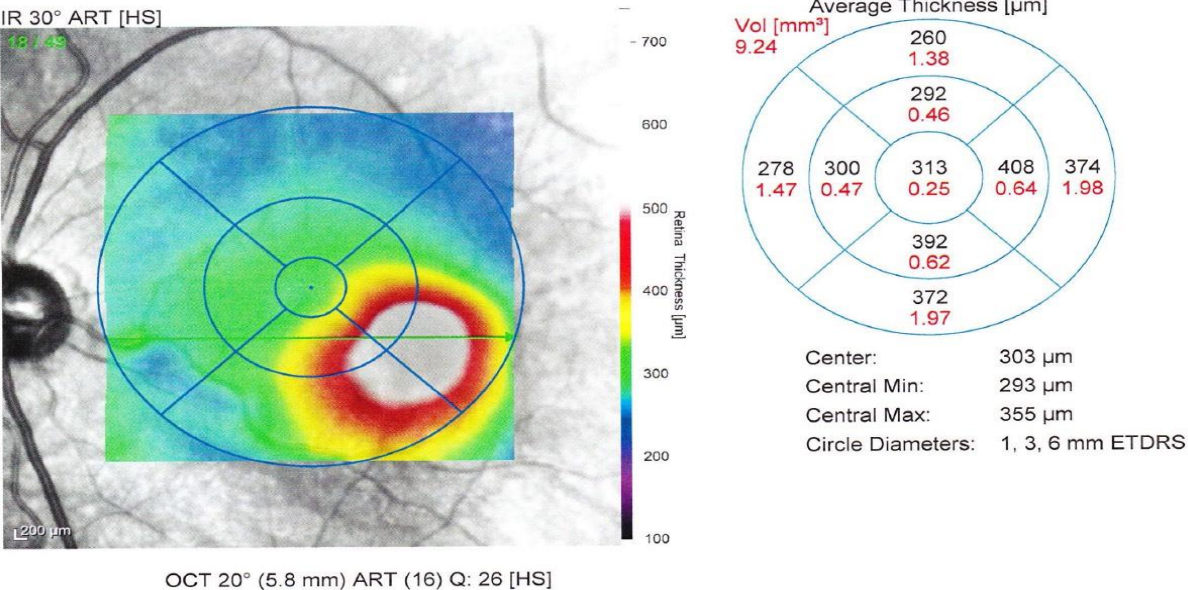 IR 30° ART [HS]
18 / 49
700
600
500
400
300
200
100
Retina Thickness [µm]
200 µm
OCT 20° (5.8 mm) ART (16) Q: 26 [HS]
Average Thickness [µm]
Vol [mm³]
9.24
260
1.38
292
0.46
278 300 313 408 374
1.47 0.47 0.25 0.64 1.98
392
0.62
372
1.97
Center: 303 µm
Central Min: 293 µm
Central Max: 355 µm
Circle Diameters: 1, 3, 6 mm ETDRS